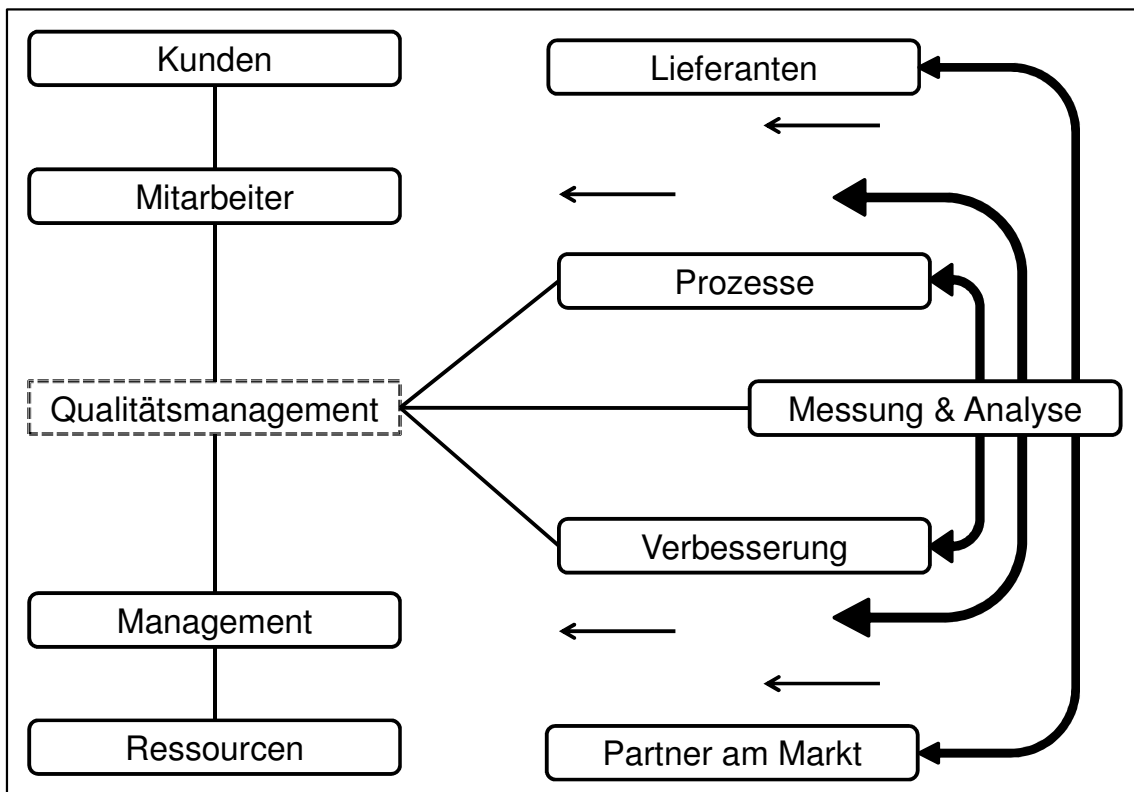 Kunden
Lieferanten
Mitarbeiter
Prozesse
Qualitätsmanagement
Messung & Analyse
Verbesserung
Management
Ressourcen
Partner am Markt